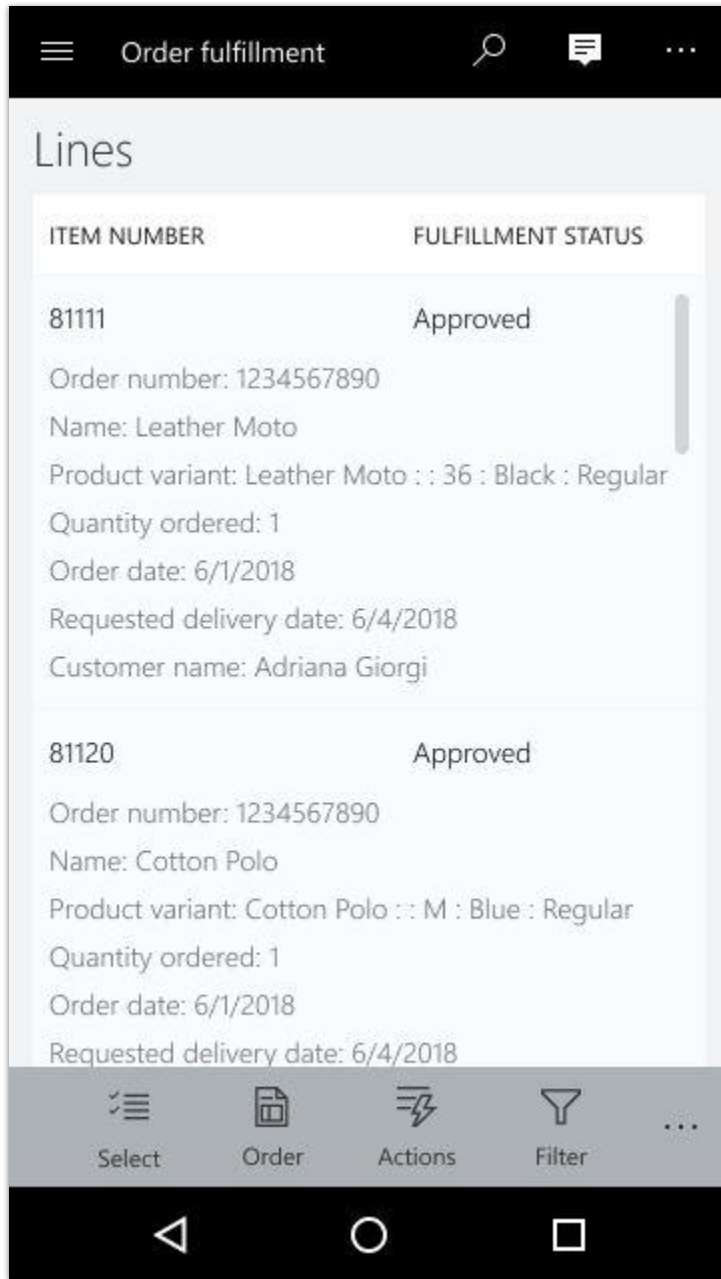 Order fulfillment
Lines
ITEM NUMBER FULFILLMENT STATUS
81111 Approved
Order number: 1234567890
Name: Leather Moto
Product variant: Leather Moto : : 36 : Black : Regular
Quantity ordered: 1
Order date: 6/1/2018
Requested delivery date: 6/4/2018
Customer name: Adriana Giorgi
81120 Approved
Order number: 1234567890
Name: Cotton Polo
Product variant: Cotton Polo : : M : Blue : Regular
Quantity ordered: 1
Order date: 6/1/2018
Requested delivery date: 6/4/2018
Select Order Actions Filter